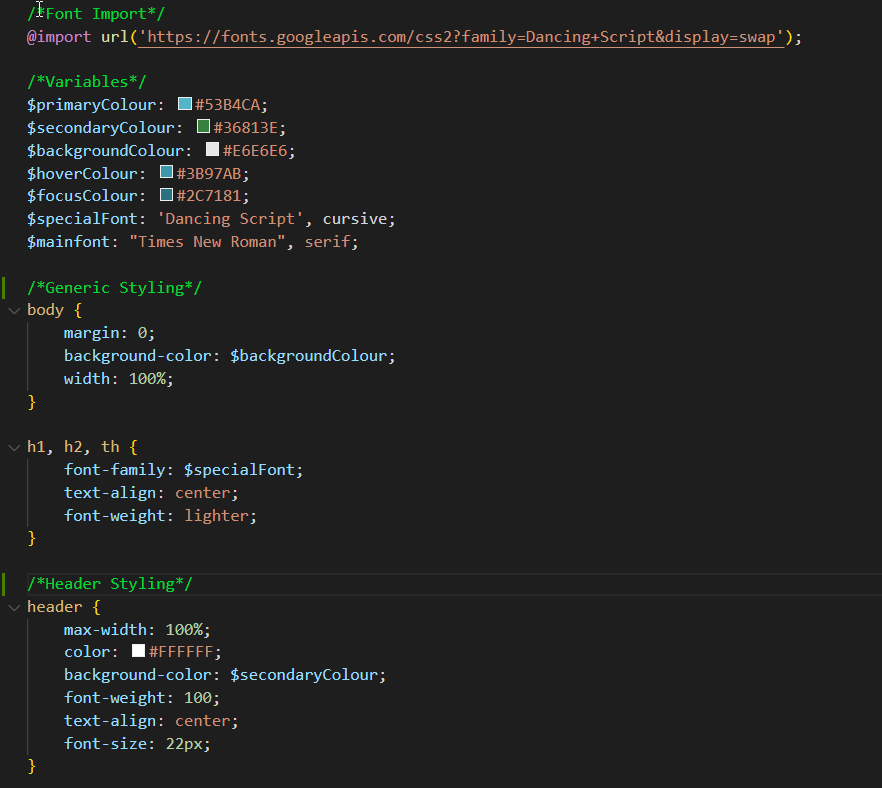 /*Font Import*/
@import url('https://fonts.googleapis.com/css2?family=Dancing+Script&display=swap');
/*Variables*/
$primaryColour: #53B4CA;
$secondaryColour: #36813E;
$backgroundColour: #E6E6E6;
$hoverColour: #3B97AB;
$focusColour: #2C7181;
$specialFont: 'Dancing Script', cursive;
$mainfont: "Times New Roman", serif;
/*Generic Styling*/
body {
    margin: 0;
    background-color: $backgroundColour;
    width: 100%;
}
h1, h2, th {
    font-family: $specialFont;
    text-align: center;
    font-weight: lighter;
}
/*Header Styling*/
header {
    max-width: 100%;
    color: #FFFFFF;
    background-color: $secondaryColour;
    font-weight: 100;
    text-align: center;
    font-size: 22px;
}